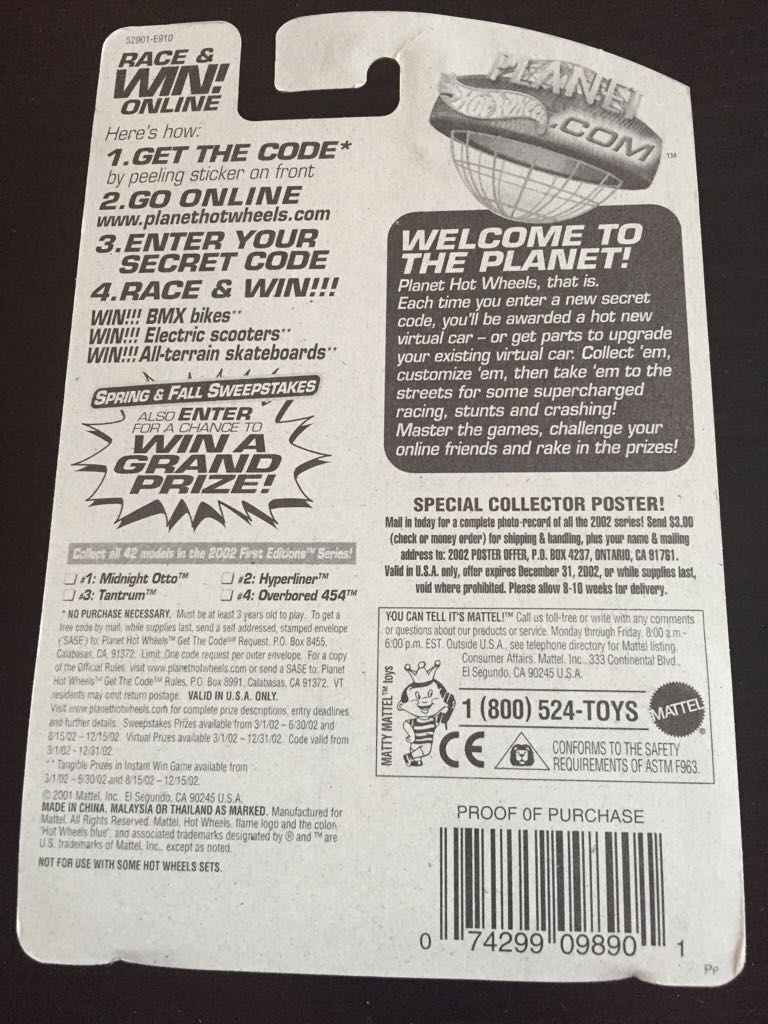 52901-E91D
RACE &
WIN!
ONLINE
Here's how:
1.GET THE CODE*
by peeling sticker on front
2.GO ONLINE
www.planethotwheels.com
3.ENTER YOUR
SECRET CODE
4.RACE & WIN!!!
WIN!!! BMX bikes**
WIN!!! Electric scooters**
WIN!!! All-terrain skateboards**
SPRING & FALL SWEEPSTAKES
ALSO ENTER
FOR A CHANCE TO
WIN A
GRAND
PRIZE!
Collect all 42 models in the 2002 First Editions™ Series!
#1: Midnight Otto™
#2: Hyperliner™
#3: Tantrum™
#4: Overbored 454™
* NO PURCHASE NECESSARY. Must be at least 3 years old to play. To get a
free code by mail, while supplies last, send a self addressed, stamped envelope
(SASE) to: Planet Hot Wheels™ Get The Code℠ Request, P.O. Box 8455,
Calabasas, CA, 91372. Limit: One code request per outer envelope. For a copy
of the Official Rules, visit www.planethotwheels.com or send a SASE to: Planet
Hot Wheels™ Get The Code℠ Rules, P.O. Box 8991, Calabasas, CA 91372. VT
residents may omit return postage. VALID IN U.S.A. ONLY.
Visit www.planethotwheels.com for complete prize descriptions, entry deadlines
and further details. Sweepstakes Prizes available from 3/1/02 – 6/30/02 and
8/15/02 – 12/15/02. Virtual Prizes available 3/1/02 – 12/31/02. Code valid from
3/1/02 - 12/31/02.
** Tangible Prizes in Instant Win Game available from
3/1/02 – 6/30/02 and 8/15/02 – 12/15/02.
© 2001 Mattel, Inc., El Segundo, CA 90245 U.S.A.
MADE IN CHINA, MALAYSIA OR THAILAND AS MARKED. Manufactured for
Mattel. All Rights Reserved. Mattel, Hot Wheels, flame logo and the color
"Hot Wheels blue", and associated trademarks designated by ® and ™ are
U.S. trademarks of Mattel, Inc., except as noted.
NOT FOR USE WITH SOME HOT WHEELS SETS.
PLANET
HOT WHEELS
.COM
™
WELCOME TO
THE PLANET!
Planet Hot Wheels, that is.
Each time you enter a new secret
code, you'll be awarded a hot new
virtual car – or get parts to upgrade
your existing virtual car. Collect 'em,
customize 'em, then take 'em to the
streets for some supercharged
racing, stunts and crashing!
Master the games, challenge your
online friends and rake in the prizes!
SPECIAL COLLECTOR POSTER!
Mail in today for a complete photo-record of all the 2002 series! Send $3.00
(check or money order) for shipping & handling, plus your name & mailing
address to: 2002 POSTER OFFER, P.O. BOX 4237, ONTARIO, CA 91761.
Valid in U.S.A. only, offer expires December 31, 2002, or while supplies last,
void where prohibited. Please allow 8-10 weeks for delivery.
YOU CAN TELL IT'S MATTEL!™ Call us toll-free or write with any comments
or questions about our products or service. Monday through Friday, 8:00 a.m.-
6:00 p.m. EST. Outside U.S.A., see telephone directory for Mattel listing.
Consumer Affairs, Mattel, Inc., 333 Continental Blvd.,
El Segundo, CA 90245 U.S.A.
MATTY MATTEL™ toys
1 (800) 524-TOYS
MATTEL
®
CE
CONFORMS TO THE SAFETY
REQUIREMENTS OF ASTM F963.
PROOF OF PURCHASE
0 74299 09890 1
Pp